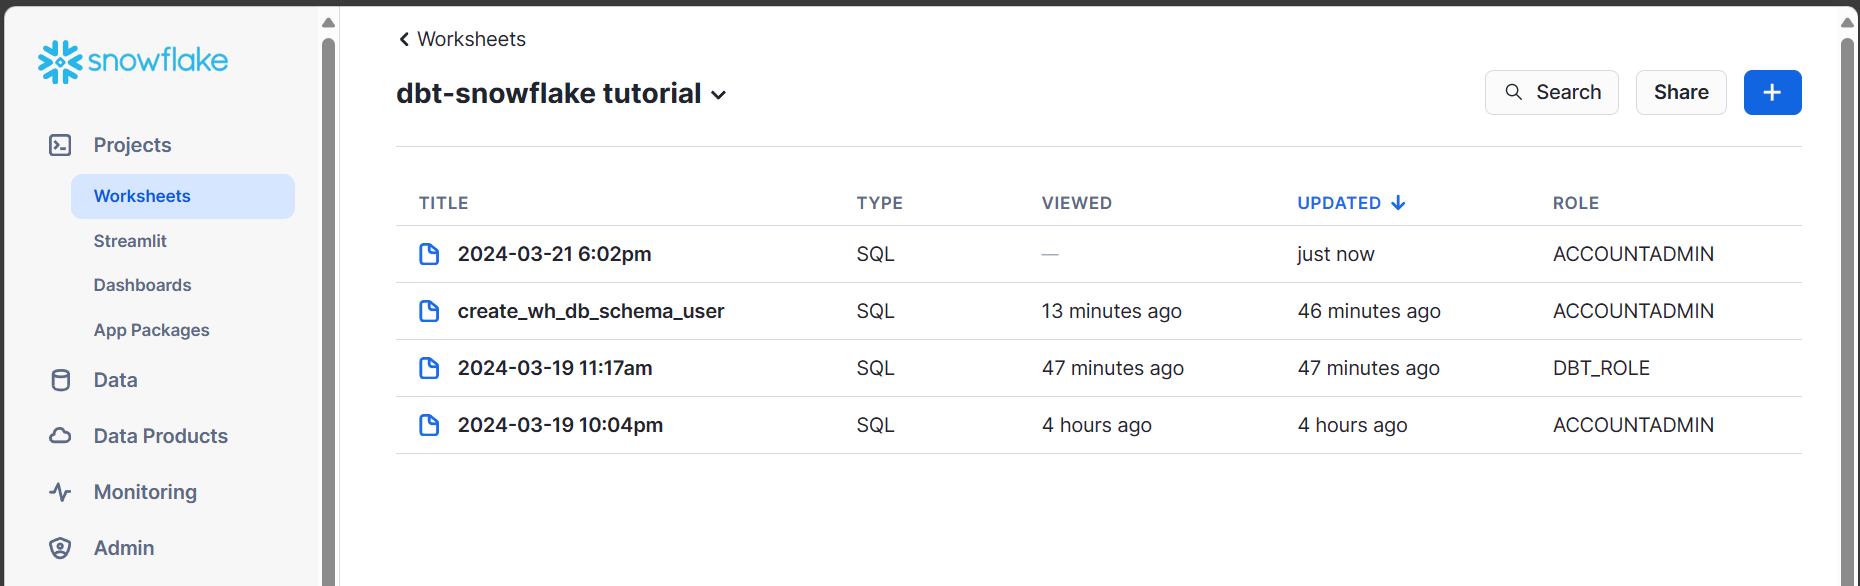 snowflake
Projects
Worksheets
Streamlit
Dashboards
App Packages
Data
Data Products
Monitoring
Admin
Worksheets
dbt-snowflake tutorial
Search
Share
TITLE TYPE VIEWED UPDATED ROLE
2024-03-21 6:02pm SQL — just now ACCOUNTADMIN
create_wh_db_schema_user SQL 13 minutes ago 46 minutes ago ACCOUNTADMIN
2024-03-19 11:17am SQL 47 minutes ago 47 minutes ago DBT_ROLE
2024-03-19 10:04pm SQL 4 hours ago 4 hours ago ACCOUNTADMIN